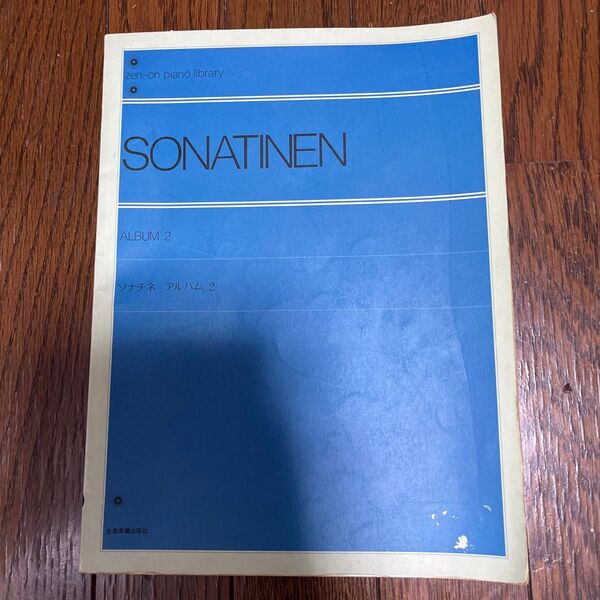 zen-on piano library
SONATINEN
ALBUM 2
ソナチネ アルバム 2
全音楽譜出版社